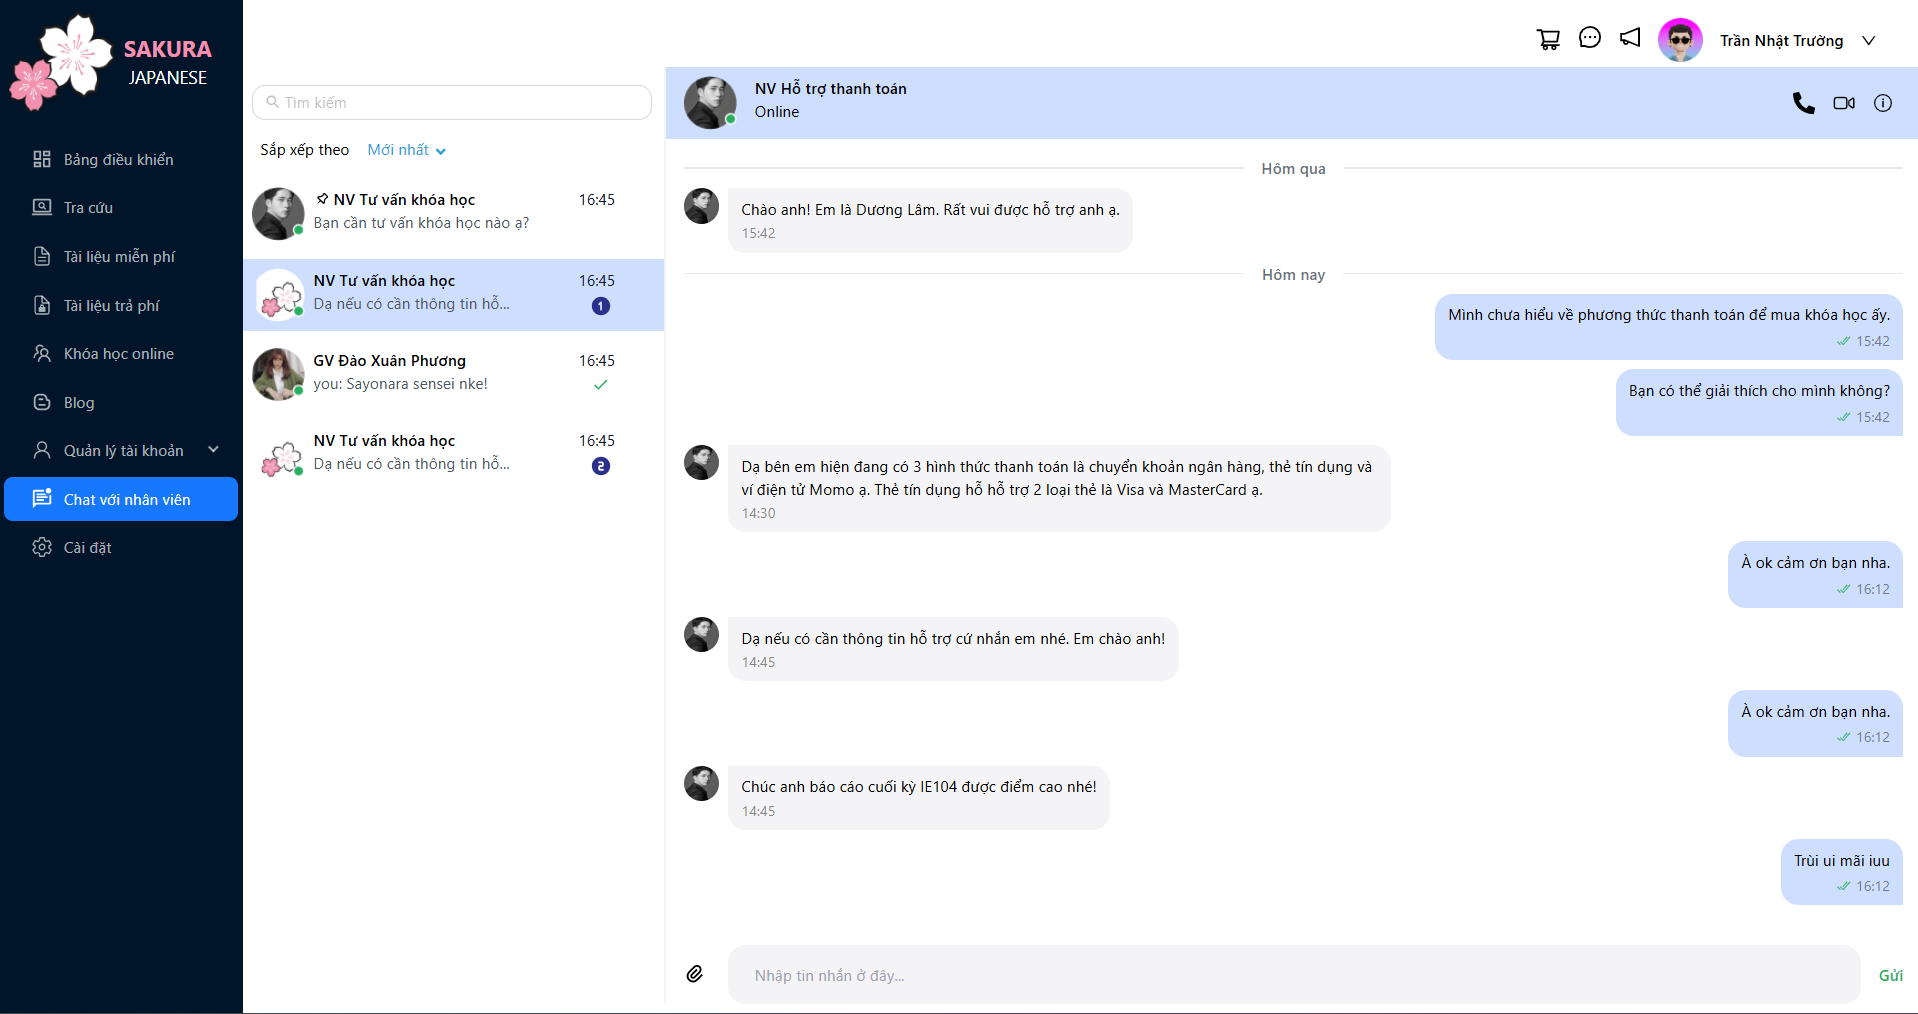 SAKURA
JAPANESE
Bảng điều khiển
Tra cứu
Tài liệu miễn phí
Tài liệu trả phí
Khóa học online
Blog
Quản lý tài khoản
Chat với nhân viên
Cài đặt
Trần Nhật Trường
Tìm kiếm
Sắp xếp theo Mới nhất
NV Tư vấn khóa học 16:45
Bạn cần tư vấn khóa học nào ạ?
NV Tư vấn khóa học 16:45
Dạ nếu có cần thông tin hỗ... 1
GV Đào Xuân Phương 16:45
you: Sayonara sensei nke!
NV Tư vấn khóa học 16:45
Dạ nếu có cần thông tin hỗ... 2
NV Hỗ trợ thanh toán
Online
Hôm qua
Chào anh! Em là Dương Lâm. Rất vui được hỗ trợ anh ạ.
15:42
Hôm nay
Mình chưa hiểu về phương thức thanh toán để mua khóa học ấy.
15:42
Bạn có thể giải thích cho mình không?
15:42
Dạ bên em hiện đang có 3 hình thức thanh toán là chuyển khoản ngân hàng, thẻ tín dụng và
ví điện tử Momo ạ. Thẻ tín dụng hỗ hỗ trợ 2 loại thẻ là Visa và MasterCard ạ.
14:30
À ok cảm ơn bạn nha.
16:12
Dạ nếu có cần thông tin hỗ trợ cứ nhắn em nhé. Em chào anh!
14:45
À ok cảm ơn bạn nha.
16:12
Chúc anh báo cáo cuối kỳ IE104 được điểm cao nhé!
14:45
Trùi ui mãi iuu
16:12
Nhập tin nhắn ở đây...
Gửi